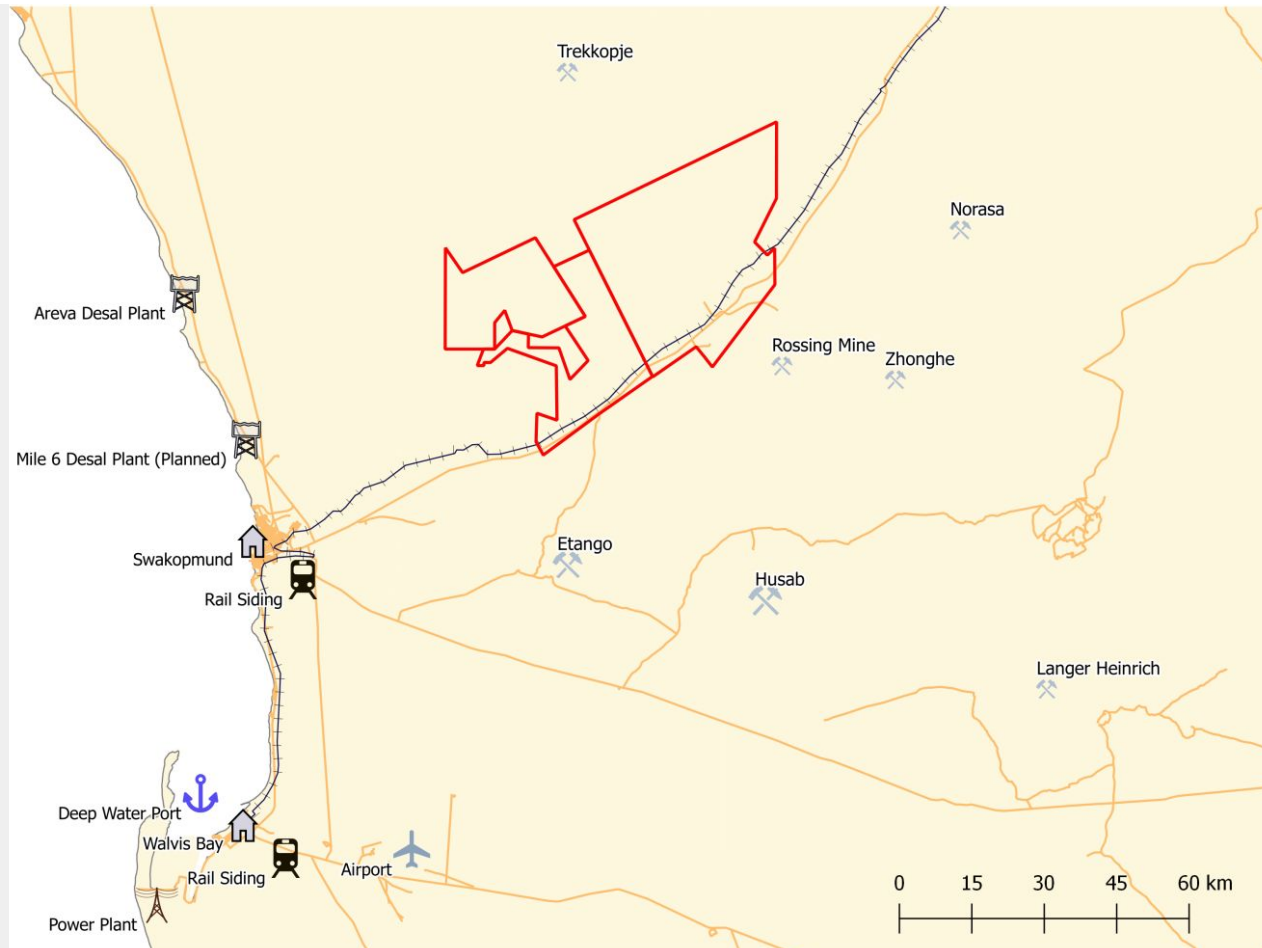 Trekkopje
Norasa
Areva Desal Plant
Rossing Mine
Zhonghe
Mile 6 Desal Plant (Planned)
Swakopmund
Etango
Husab
Rail Siding
Langer Heinrich
Deep Water Port
Walvis Bay
Airport
Rail Siding
Power Plant
0 15 30 45 60 km